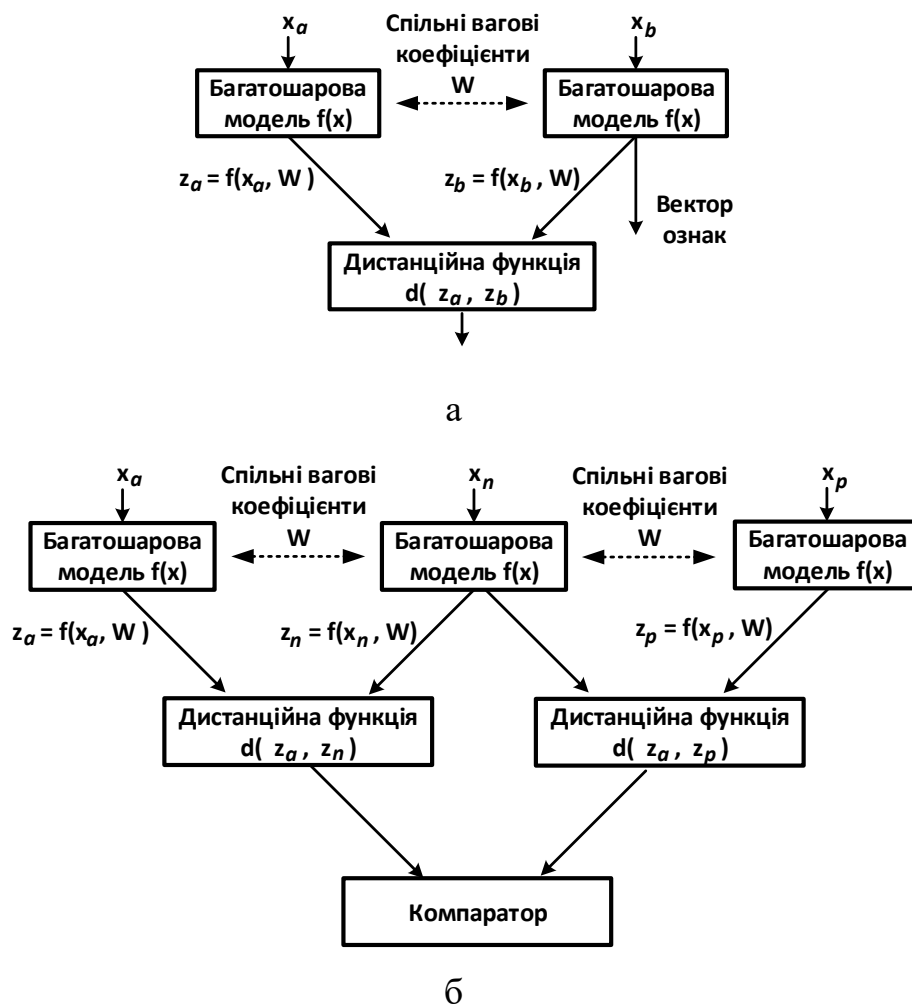 x_a
Спільні вагові
коефіцієнти
W
x_b
Багатошарова
модель f(x)
Багатошарова
модель f(x)
z_a = f(x_a, W )
z_b = f(x_b , W)
Вектор
ознак
Дистанційна функція
d( z_a , z_b )
а
x_a
Спільні вагові
коефіцієнти
W
x_n
Спільні вагові
коефіцієнти
W
x_p
Багатошарова
модель f(x)
Багатошарова
модель f(x)
Багатошарова
модель f(x)
z_a = f(x_a, W )
z_n = f(x_n , W)
z_p = f(x_p , W)
Дистанційна функція
d( z_a , z_n )
Дистанційна функція
d( z_a , z_p )
Компаратор
б